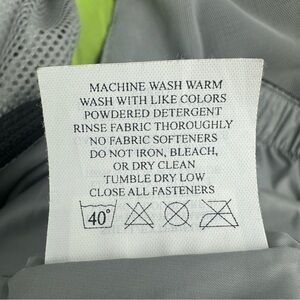 MACHINE WASH WARM
WASH WITH LIKE COLORS
POWDERED DETERGENT
RINSE FABRIC THOROUGHLY
NO FABRIC SOFTENERS
DO NOT IRON, BLEACH,
OR DRY CLEAN
TUMBLE DRY LOW
CLOSE ALL FASTENERS
40°